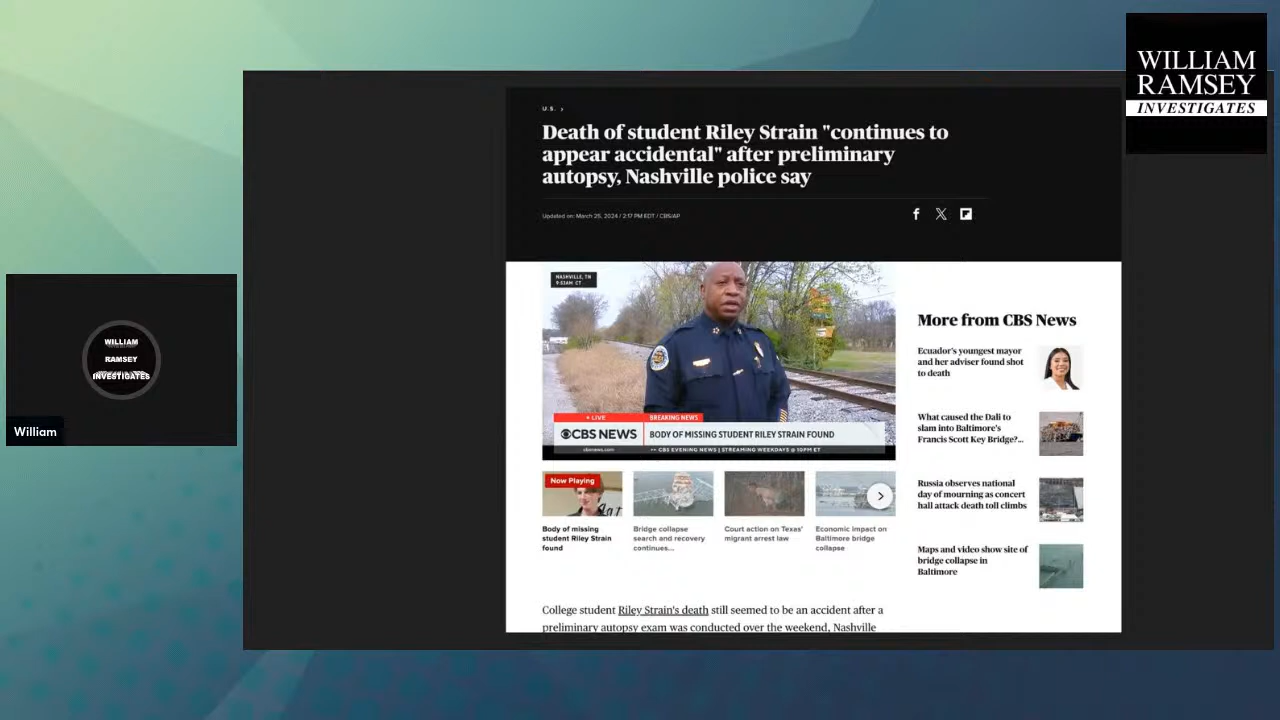 WILLIAM
RAMSEY
INVESTIGATES
U.S. ›
Death of student Riley Strain "continues to
appear accidental" after preliminary
autopsy, Nashville police say
Updated on: March 25, 2024 / 2:17 PM EDT / CBS/AP
NASHVILLE, TN
9:53AM CT
• LIVE
BREAKING NEWS
CBS NEWS
BODY OF MISSING STUDENT RILEY STRAIN FOUND
cbsnews.com
CBS EVENING NEWS | STREAMING WEEKDAYS @ 10PM ET
Now Playing
Body of missing
student Riley Strain
found
Bridge collapse
search and recovery
continues...
Court action on Texas'
migrant arrest law
Economic impact on
Baltimore bridge
collapse
More from CBS News
Ecuador's youngest mayor
and her adviser found shot
to death
What caused the Dali to
slam into Baltimore's
Francis Scott Key Bridge?...
Russia observes national
day of mourning as concert
hall attack death toll climbs
Maps and video show site of
bridge collapse in
Baltimore
College student Riley Strain's death still seemed to be an accident after a
preliminary autopsy exam was conducted over the weekend, Nashville
WILLIAM
RAMSEY
INVESTIGATES
William